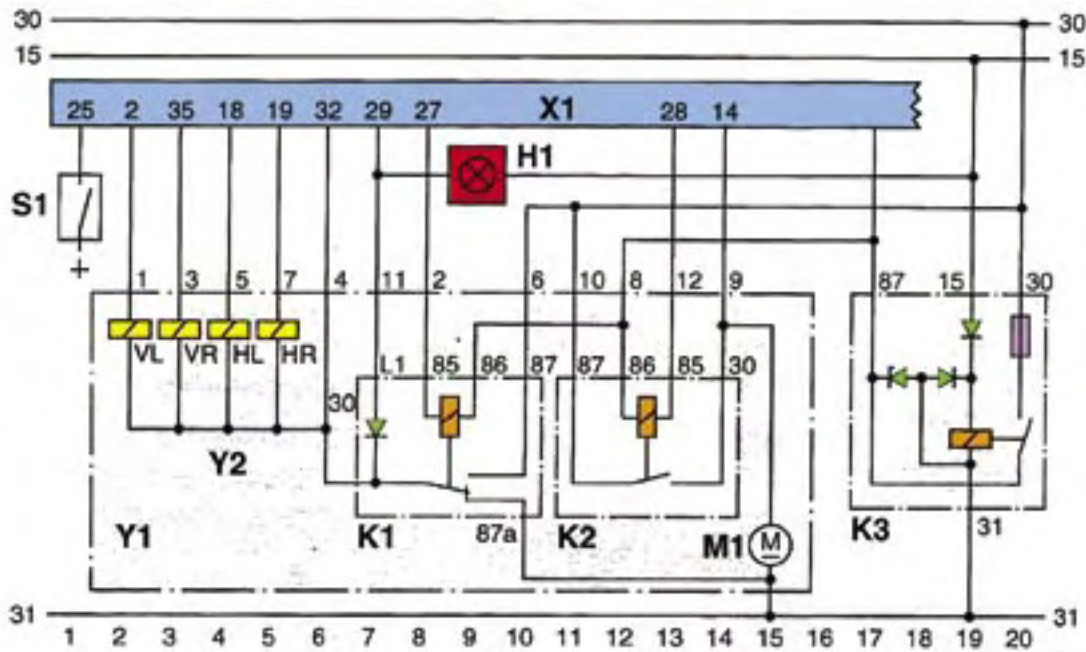 30 30
15 15
25 2 35 18 19 32 29 27 X1 28 14
H1
S1
+
1 3 5 7 4 11 2 6 10 8 12 9 87 15 30
VL VR HL HR
L1 85 86 87 87 86 85 30
30
Y2
Y1 K1 87a K2 M1 M K3 31
31 31
1 2 3 4 5 6 7 8 9 10 11 12 13 14 15 16 17 18 19 20